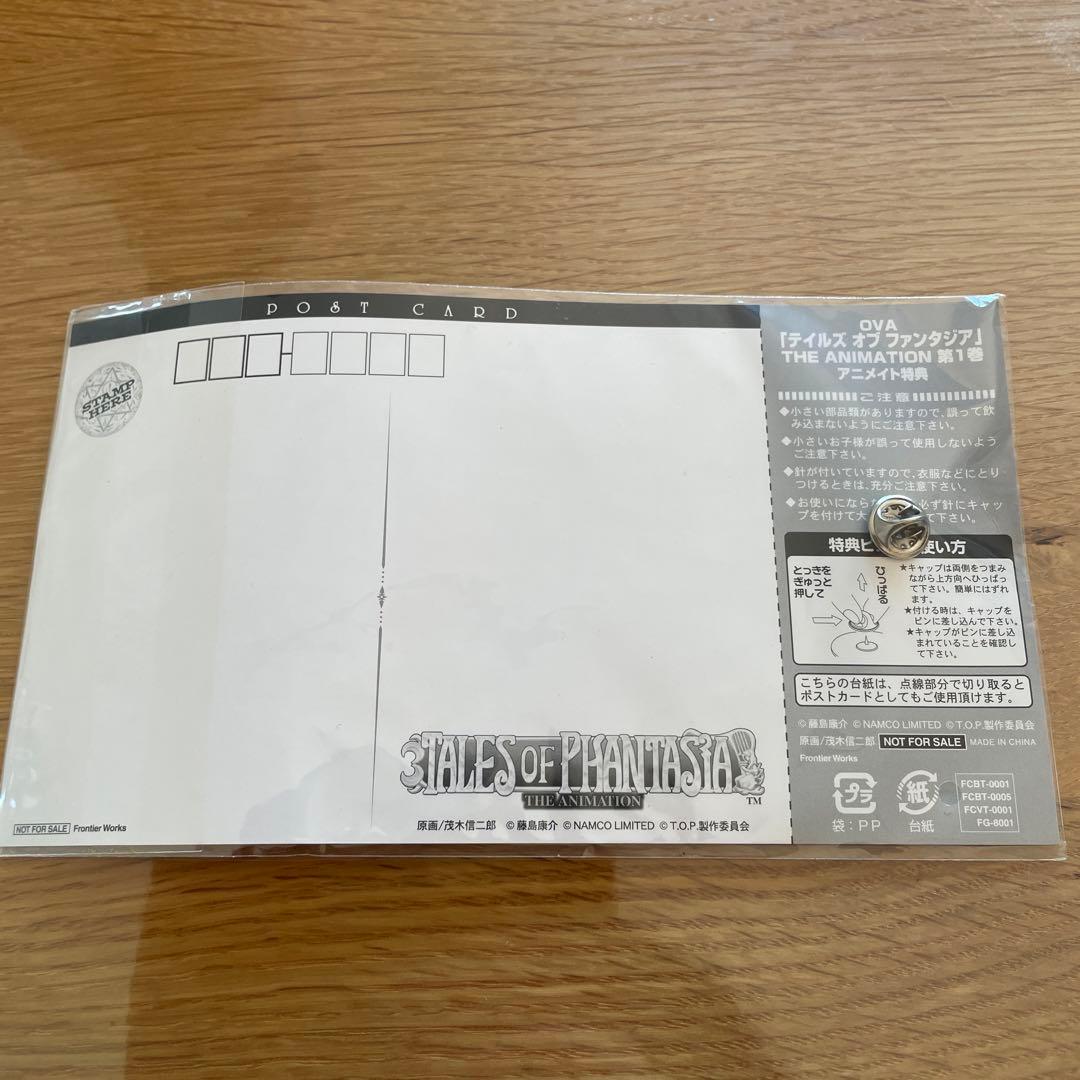 POST CARD
STAMP
HERE
3 TALES OF PHANTASIA
THE ANIMATION
TM
原画/茂木信二郎 ©藤島康介 ©NAMCO LIMITED ©T.O.P.製作委員会
NOT FOR SALE Frontier Works
OVA
「テイルズ オブ ファンタジア」
THE ANIMATION 第1巻
アニメイト特典
ご注意
◆小さい部品類がありますので、誤って飲
み込まないようにご注意下さい。
◆小さいお子様が誤って使用しないよう
ご注意下さい。
◆針が付いていますので、衣服などにとり
つけるときは、充分ご注意下さい。
◆お使いにならな 必ず針にキャッ
プを付けて大 て下さい。
特典ピ 使い方
とっきを
ぎゅっと
押して
ひっぱる
★キャップは両側をつまみ
ながら上方向へひっぱっ
て下さい。簡単にはずれ
ます。
★付ける時は、キャップを
ピンに差し込んで下さい。
★キャップがピンに差し込
まれていることを確認し
て下さい。
こちらの台紙は、点線部分で切り取ると
ポストカードとしてもご使用頂けます。
©藤島康介 ©NAMCO LIMITED ©T.O.P.製作委員会
原画/茂木信二郎 NOT FOR SALE MADE IN CHINA
Frontier Works
プラ
袋:PP
紙
台紙
FCBT-0001
FCBT-0005
FCVT-0001
FG-8001